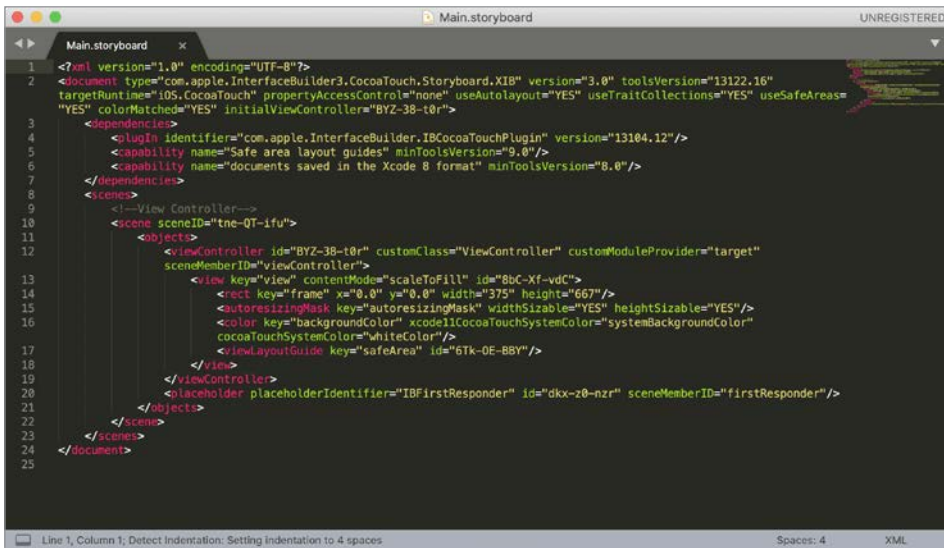 Main.storyboard
UNREGISTERED
Main.storyboard ×
1 <?xml version="1.0" encoding="UTF-8"?>
2 <document type="com.apple.InterfaceBuilder3.CocoaTouch.Storyboard.XIB" version="3.0" toolsVersion="13122.16"
targetRuntime="iOS.CocoaTouch" propertyAccessControl="none" useAutolayout="YES" useTraitCollections="YES" useSafeAreas=
"YES" colorMatched="YES" initialViewController="BYZ-38-t0r">
3 <dependencies>
4 <plugIn identifier="com.apple.InterfaceBuilder.IBCocoaTouchPlugin" version="13104.12"/>
5 <capability name="Safe area layout guides" minToolsVersion="9.0"/>
6 <capability name="documents saved in the Xcode 8 format" minToolsVersion="8.0"/>
7 </dependencies>
8 <scenes>
9 <!--View Controller-->
10 <scene sceneID="tne-QT-ifu">
11 <objects>
12 <viewController id="BYZ-38-t0r" customClass="ViewController" customModuleProvider="target"
sceneMemberID="viewController">
13 <view key="view" contentMode="scaleToFill" id="8bC-Xf-vdC">
14 <rect key="frame" x="0.0" y="0.0" width="375" height="667"/>
15 <autoresizingMask key="autoresizingMask" widthSizable="YES" heightSizable="YES"/>
16 <color key="backgroundColor" xcode11CocoaTouchSystemColor="systemBackgroundColor"
cocoaTouchSystemColor="whiteColor"/>
17 <viewLayoutGuide key="safeArea" id="6Tk-OE-BBY"/>
18 </view>
19 </viewController>
20 <placeholder placeholderIdentifier="IBFirstResponder" id="dkx-z0-nzr" sceneMemberID="firstResponder"/>
21 </objects>
22 </scene>
23 </scenes>
24 </document>
25
Line 1, Column 1; Detect Indentation: Setting indentation to 4 spaces
Spaces: 4
XML